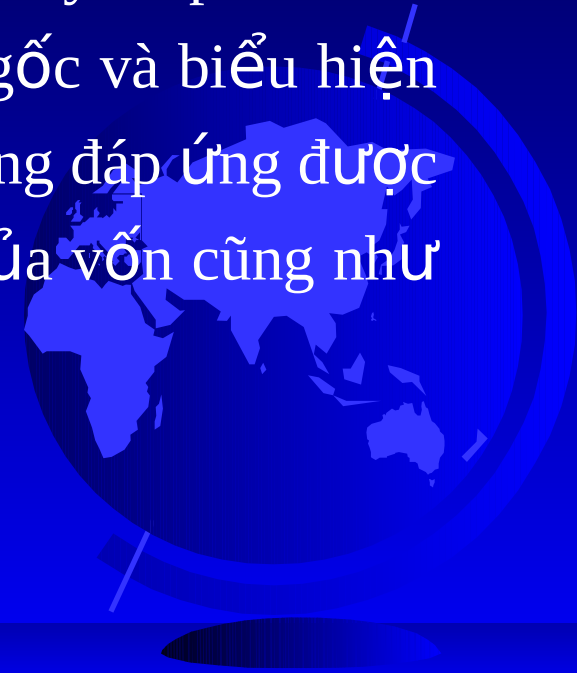 gốc và biểu hiện
ng đáp ứng được
ủa vốn cũng như